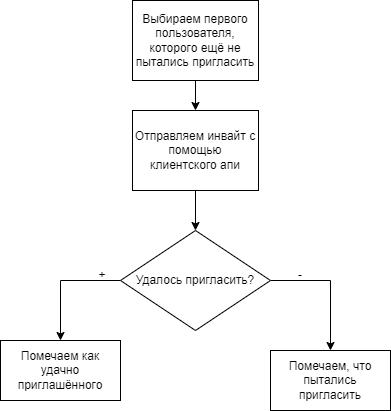 Выбираем первого
пользователя,
которого ещё не
пытались пригласить
Отправляем инвайт с
помощью
клиентского апи
Удалось пригласить?
+
-
Помечаем как
удачно
приглашённого
Помечаем, что
пытались
пригласить